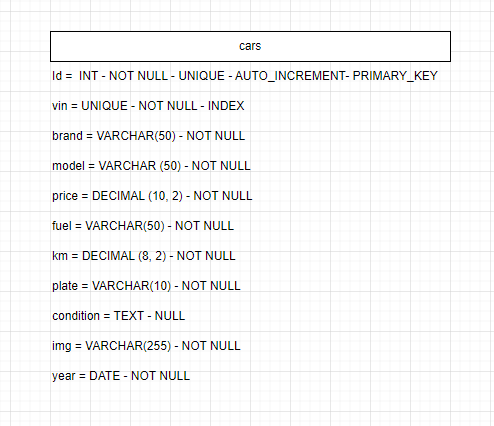 cars
Id = INT - NOT NULL - UNIQUE - AUTO_INCREMENT- PRIMARY_KEY
vin = UNIQUE - NOT NULL - INDEX
brand = VARCHAR(50) - NOT NULL
model = VARCHAR (50) - NOT NULL
price = DECIMAL (10, 2) - NOT NULL
fuel = VARCHAR(50) - NOT NULL
km = DECIMAL (8, 2) - NOT NULL
plate = VARCHAR(10) - NOT NULL
condition = TEXT - NULL
img = VARCHAR(255) - NOT NULL
year = DATE - NOT NULL